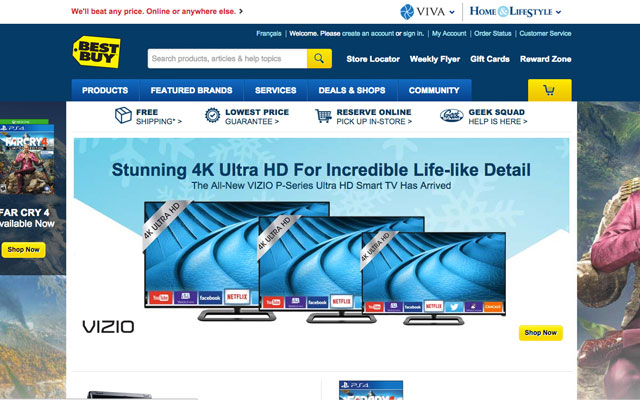 We'll beat any price. Online or anywhere else. >
VIVA
HOME & LIFESTYLE
Français | Welcome. Please create an account or sign in. | My Account | Order Status | Customer Service
BEST BUY
Search products, articles & help topics
Store Locator Weekly Flyer Gift Cards Reward Zone
PRODUCTS FEATURED BRANDS SERVICES DEALS & SHOPS COMMUNITY
FREE
SHIPPING* >
LOWEST PRICE
GUARANTEE >
RESERVE ONLINE
PICK UP IN-STORE >
GEEK SQUAD
HELP IS HERE >
Stunning 4K Ultra HD For Incredible Life-like Detail
The All-New VIZIO P-Series Ultra HD Smart TV Has Arrived
4K ULTRA HD
4K ULTRA HD
4K ULTRA HD
YouTube facebook NETFLIX
YouTube facebook NETFLIX
YouTube facebook NETFLIX
VIZIO
Shop Now
PS4
FARCRY 4
FAR CRY 4
vailable Now
Shop Now
PS4